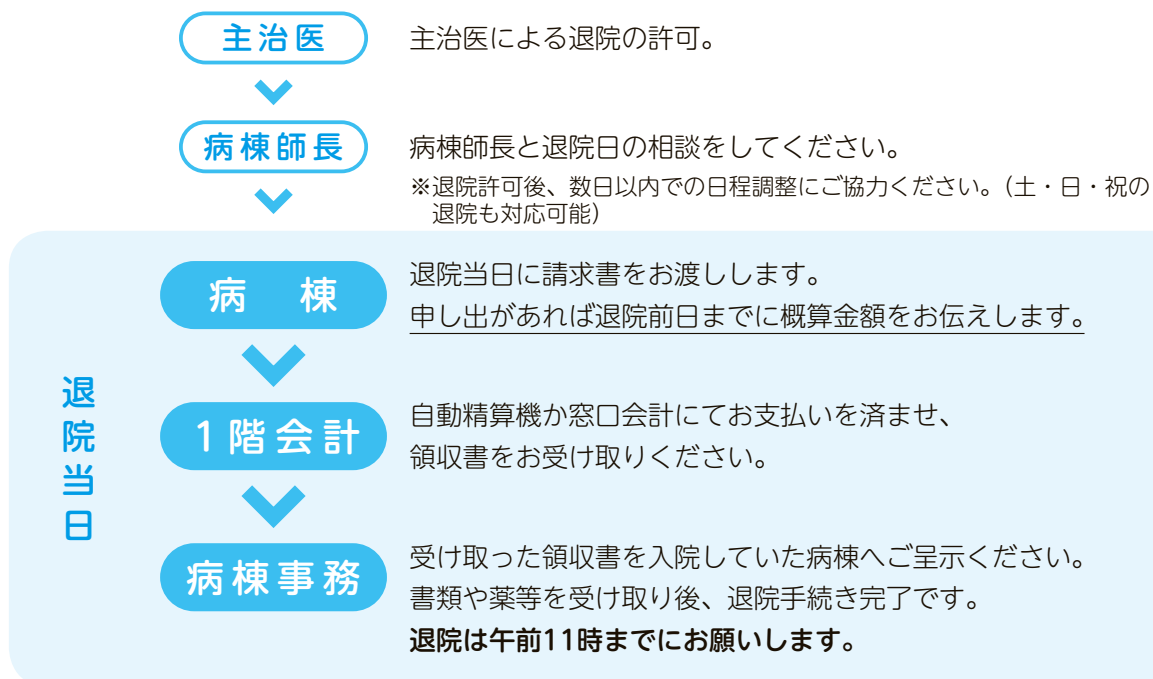 主治医
主治医による退院の許可。
病棟師長
病棟師長と退院日の相談をしてください。
※退院許可後、数日以内での日程調整にご協力ください。（土・日・祝の
退院も対応可能）
退院当日
病　棟
退院当日に請求書をお渡しします。
申し出があれば退院前日までに概算金額をお伝えします。
1階会計
自動精算機か窓口会計にてお支払いを済ませ、
領収書をお受け取りください。
病棟事務
受け取った領収書を入院していた病棟へご呈示ください。
書類や薬等を受け取り後、退院手続き完了です。
退院は午前11時までにお願いします。